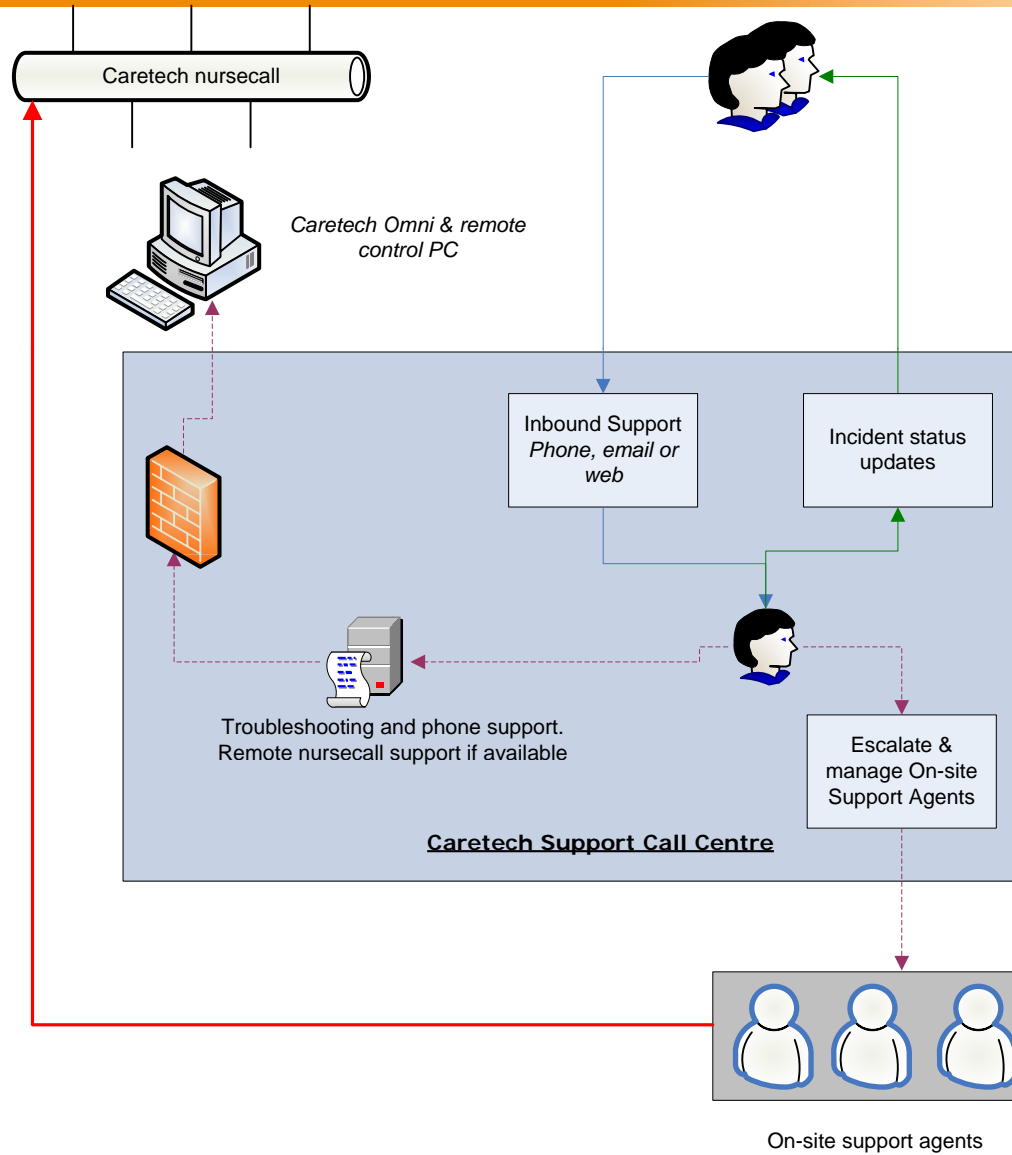 Caretech nursecall
Caretech Omni & remote
control PC
Inbound Support
Phone, email or
web
Incident status
updates
Troubleshooting and phone support.
Remote nursecall support if available
Escalate &
manage On-site
Support Agents
Caretech Support Call Centre
On-site support agents